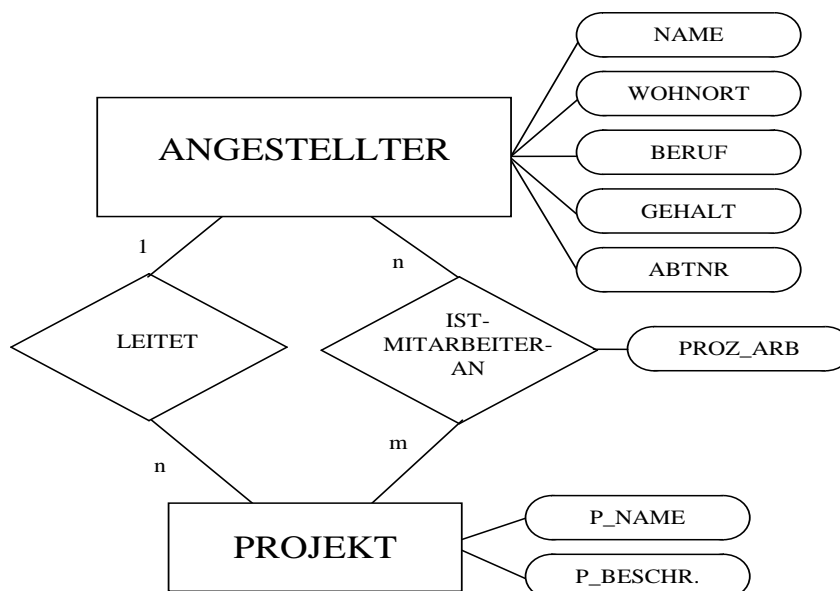 NAME
WOHNORT
ANGESTELLTER
BERUF
GEHALT
ABTNR
1
n
LEITET
IST-
MITARBEITER-
AN
PROZ_ARB
n
m
P_NAME
PROJEKT
P_BESCHR.